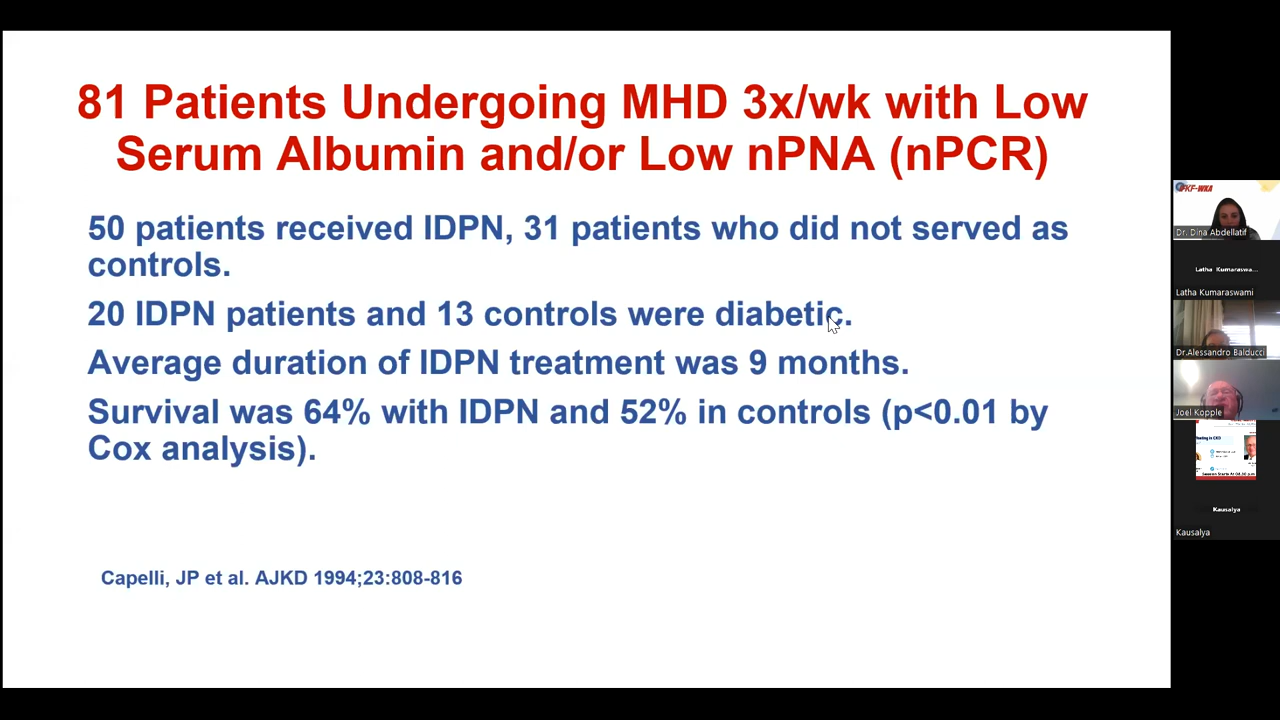 81 Patients Undergoing MHD 3x/wk with Low
Serum Albumin and/or Low nPNA (nPCR)
50 patients received IDPN, 31 patients who did not served as
controls.
20 IDPN patients and 13 controls were diabetic.
Average duration of IDPN treatment was 9 months.
Survival was 64% with IDPN and 52% in controls (p<0.01 by
Cox analysis).
Capelli, JP et al. AJKD 1994;23:808-816
Dr. Dina Abdellatif
Latha Kumaraswa...
Latha Kumaraswami
Dr.Alessandro Balducci
Joel Kopple
Kausalya
Kausalya